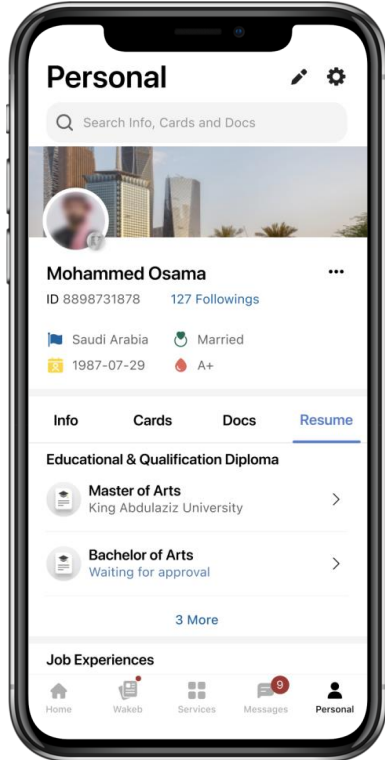 Personal
Search Info, Cards and Docs
Mohammed Osama
ID 8898731878 127 Followings
Saudi Arabia Married
1987-07-29 A+
Info Cards Docs Resume
Educational & Qualification Diploma
Master of Arts
King Abdulaziz University
Bachelor of Arts
Waiting for approval
3 More
Job Experiences
9
Home Wakeb Services Messages Personal